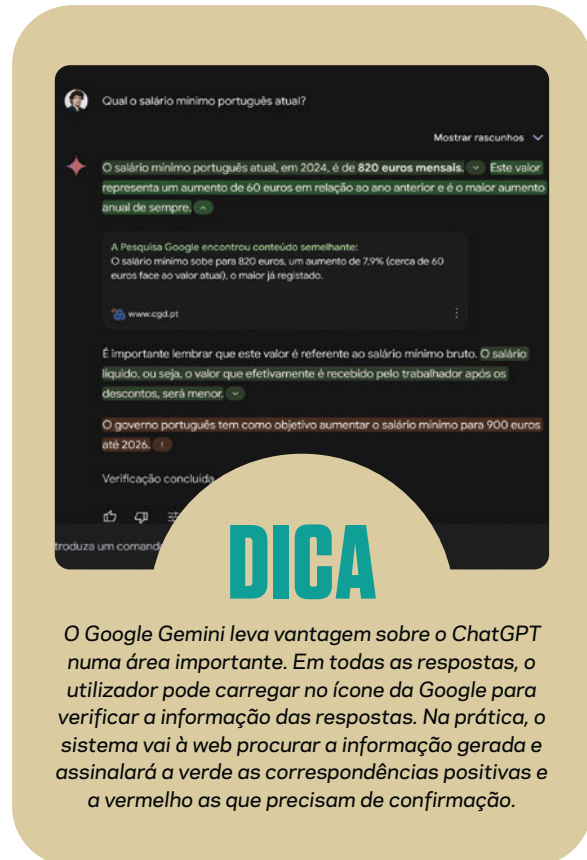 Qual o salário mínimo português atual?
Mostrar rascunhos
O salário mínimo português atual, em 2024, é de 820 euros mensais. Este valor
representa um aumento de 60 euros em relação ao ano anterior e é o maior aumento
anual de sempre.
A Pesquisa Google encontrou conteúdo semelhante:
O salário mínimo sobe para 820 euros, um aumento de 7,9% (cerca de 60
euros face ao valor atual), o maior já registado.
www.cgd.pt
É importante lembrar que este valor é referente ao salário mínimo bruto. O salário
líquido, ou seja, o valor que efetivamente é recebido pelo trabalhador após os
descontos, será menor.
O governo português tem como objetivo aumentar o salário mínimo para 900 euros
até 2026. !
Verificação concluída
troduza um comand
DICA
O Google Gemini leva vantagem sobre o ChatGPT
numa área importante. Em todas as respostas, o
utilizador pode carregar no ícone da Google para
verificar a informação das respostas. Na prática, o
sistema vai à web procurar a informação gerada e
assinalará a verde as correspondências positivas e
a vermelho as que precisam de confirmação.